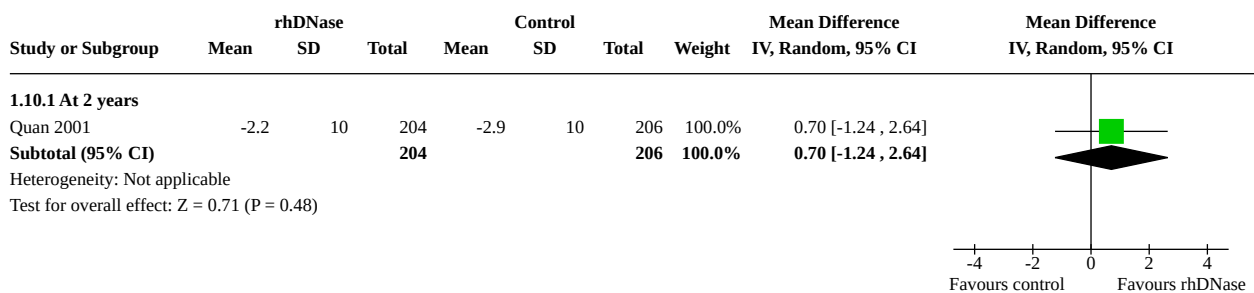 rhDNase Control Mean Difference Mean Difference
Study or Subgroup Mean SD Total Mean SD Total Weight IV, Random, 95% CI IV, Random, 95% CI
1.10.1 At 2 years
Quan 2001 -2.2 10 204 -2.9 10 206 100.0% 0.70 [-1.24 , 2.64]
Subtotal (95% CI) 204 206 100.0% 0.70 [-1.24 , 2.64]
Heterogeneity: Not applicable
Test for overall effect: Z = 0.71 (P = 0.48)
-4 -2 0 2 4
Favours control Favours rhDNase